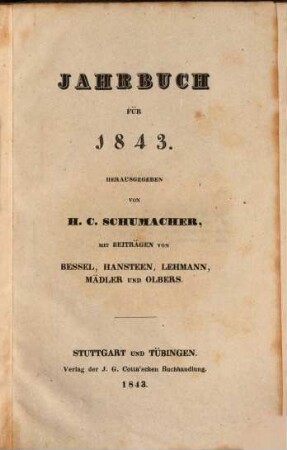 JAHRBUCH
FÜR
1843.
HERAUSGEGEBEN
VON
H. C. SCHUMACHER,
MIT BEITRÄGEN VON
BESSEL, HANSTEEN, LEHMANN,
MÄDLER UND OLBERS.
STUTTGART UND TÜBINGEN.
Verlag der J. G. Cotta'schen Buchhandlung.
1843.